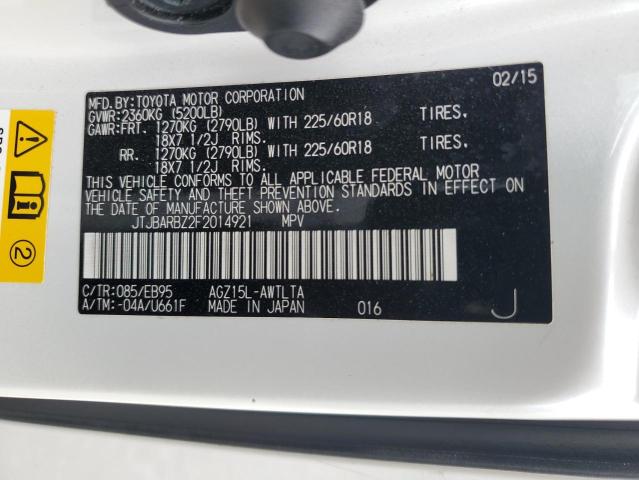 MFD.BY:TOYOTA MOTOR CORPORATION 02/15
GVWR:2360KG (5200LB)
GAWR:FRT. 1270KG (2790LB) WITH 225/60R18 TIRES,
18X7 1/2J RIMS.
RR. 1270KG (2790LB) WITH 225/60R18 TIRES,
18X7 1/2J RIMS.
THIS VEHICLE CONFORMS TO ALL APPLICABLE FEDERAL MOTOR
VEHICLE SAFETY AND THEFT PREVENTION STANDARDS IN EFFECT ON
THE DATE OF MANUFACTURE SHOWN ABOVE.
JTJBARBZ2F2014921 MPV
C/TR:085/EB95 AGZ15L-AWTLTA
A/TM:-04A/U661F MADE IN JAPAN 016 J
2